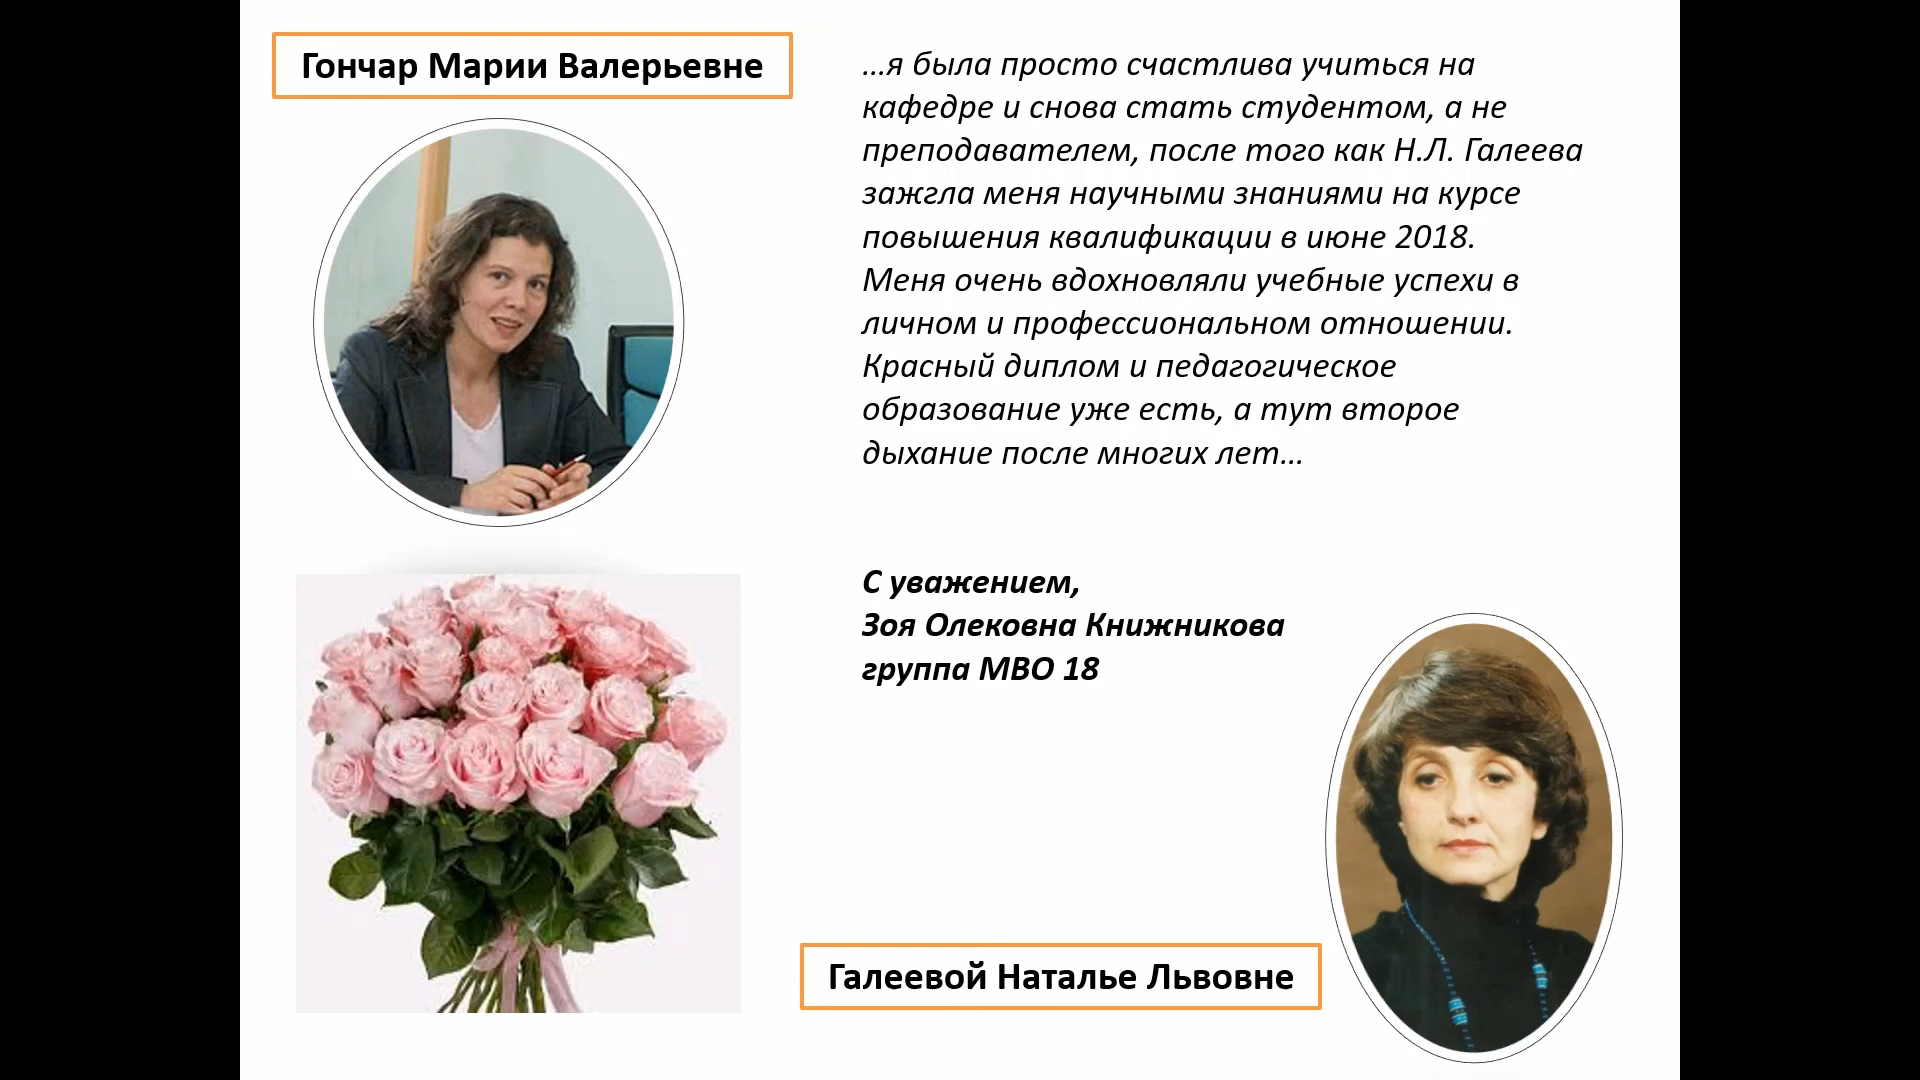 Гончар Марии Валерьевне
...я была просто счастлива учиться на
кафедре и снова стать студентом, а не
преподавателем, после того как Н.Л. Галеева
зажгла меня научными знаниями на курсе
повышения квалификации в июне 2018.
Меня очень вдохновляли учебные успехи в
личном и профессиональном отношении.
Красный диплом и педагогическое
образование уже есть, а тут второе
дыхание после многих лет...
С уважением,
Зоя Олековна Книжникова
группа МВО 18
Галеевой Наталье Львовне